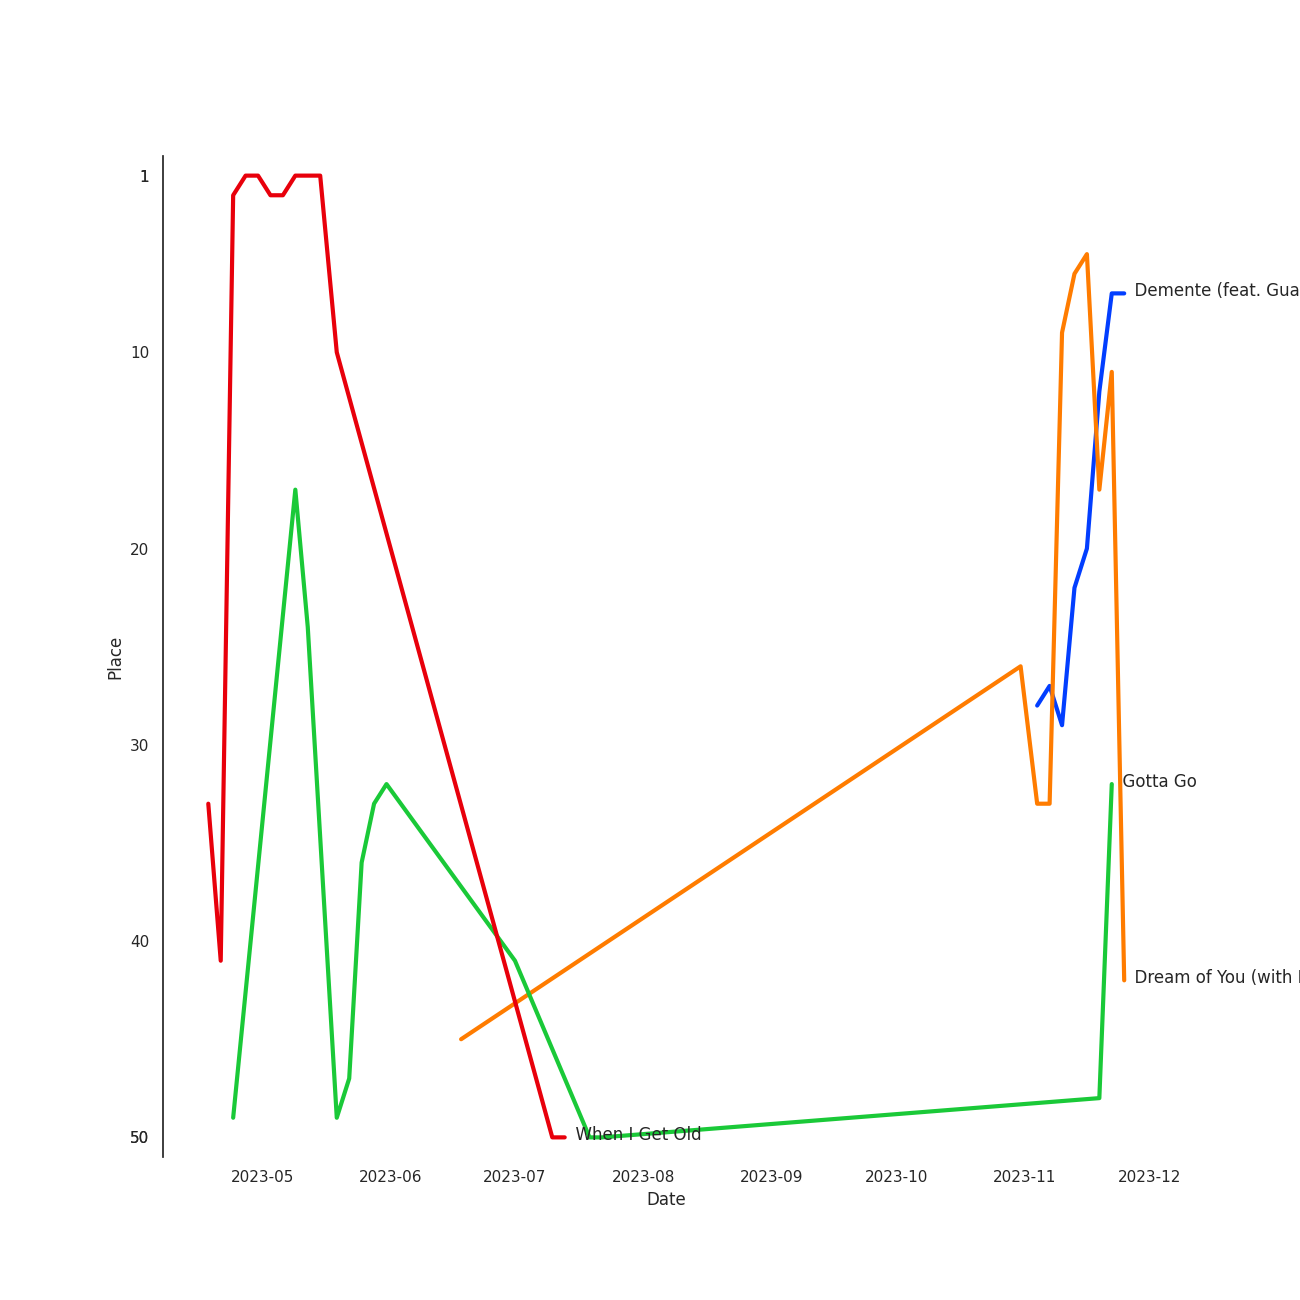 1
10
20
30
40
50
Place
Demente (feat. Gua
Gotta Go
Dream of You (with
When I Get Old
2023-05 2023-06 2023-07 2023-08 2023-09 2023-10 2023-11 2023-12
Date